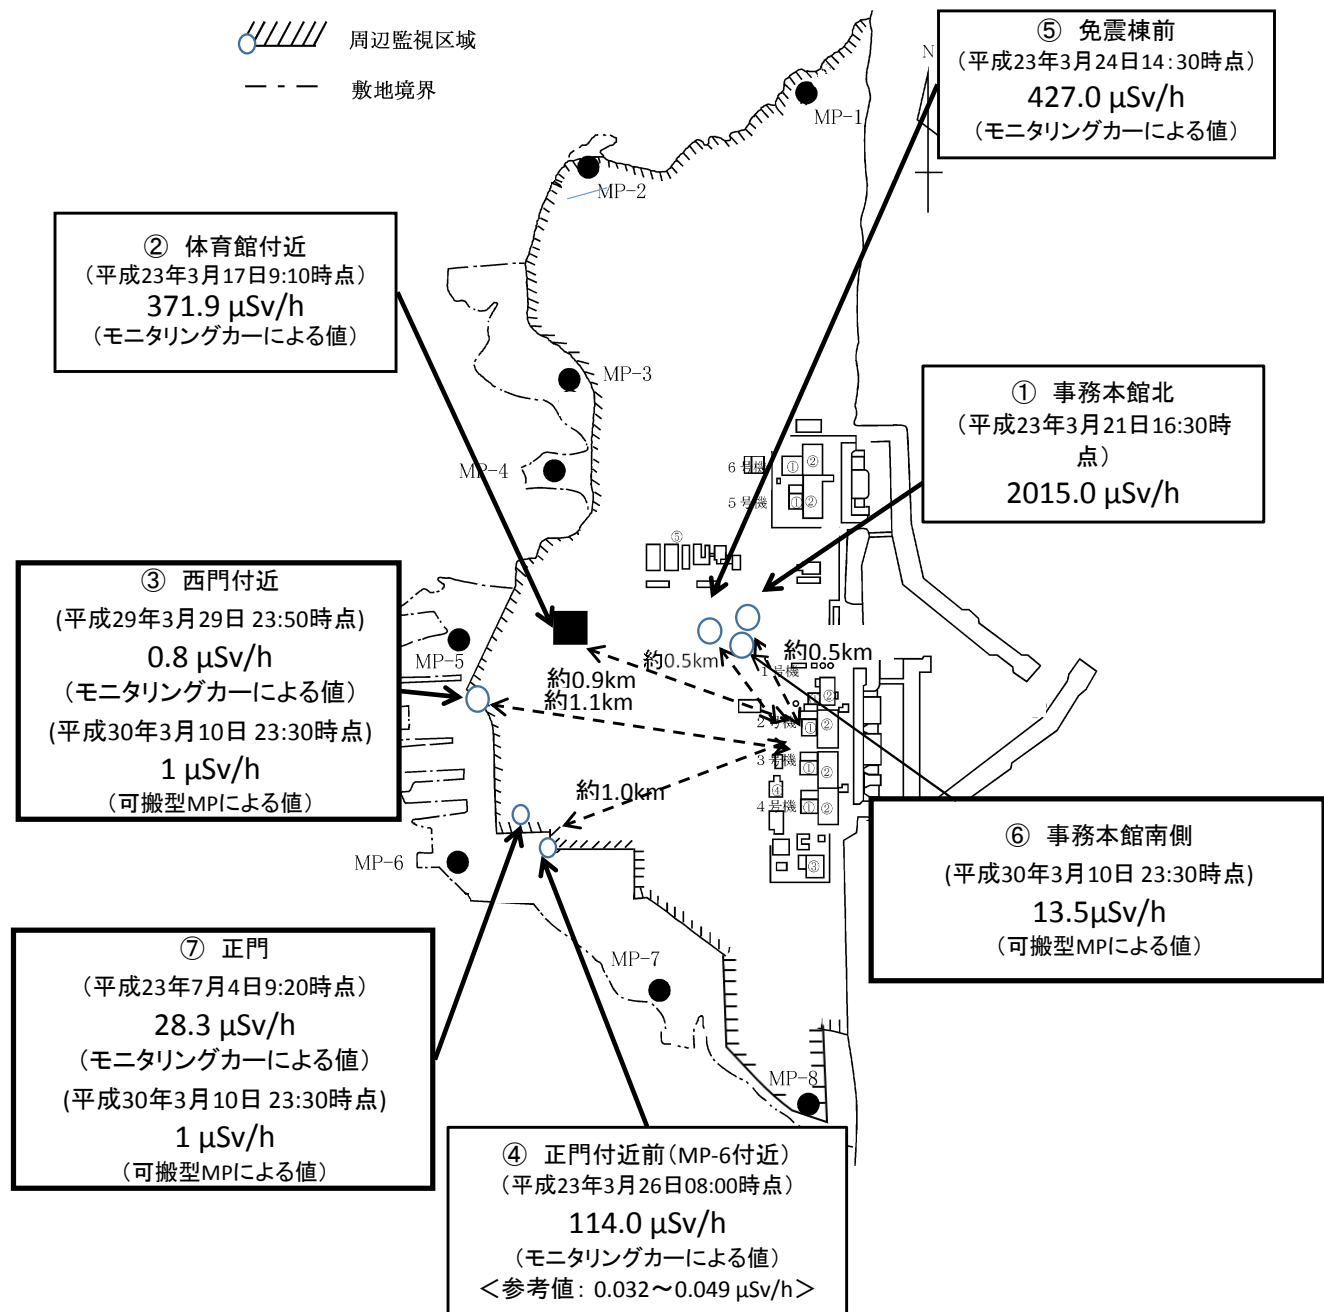 周辺監視区域
敷地境界
⑤ 免震棟前
(平成23年3月24日14:30時点)
427.0 µSv/h
(モニタリングカーによる値)
N
MP-1
MP-2
② 体育館付近
(平成23年3月17日9:10時点)
371.9 µSv/h
(モニタリングカーによる値)
MP-3
① 事務本館北
(平成23年3月21日16:30時
点)
2015.0 µSv/h
MP-4
6号機
①
②
5号機
①
②
⑤
③ 西門付近
(平成29年3月29日 23:50時点)
0.8 µSv/h
(モニタリングカーによる値)
(平成30年3月10日 23:30時点)
1 µSv/h
(可搬型MPによる値)
MP-5
約0.5km
約0.5km
約0.9km
約1.1km
1号機
②
2号機
①
②
3号機
①
②
④
4号機
①
②
③
約1.0km
MP-6
⑥ 事務本館南側
(平成30年3月10日 23:30時点)
13.5µSv/h
(可搬型MPによる値)
⑦ 正門
(平成23年7月4日9:20時点)
28.3 µSv/h
(モニタリングカーによる値)
(平成30年3月10日 23:30時点)
1 µSv/h
(可搬型MPによる値)
MP-7
MP-8
④ 正門付近前(MP-6付近)
(平成23年3月26日08:00時点)
114.0 µSv/h
(モニタリングカーによる値)
<参考値: 0.032~0.049 µSv/h>